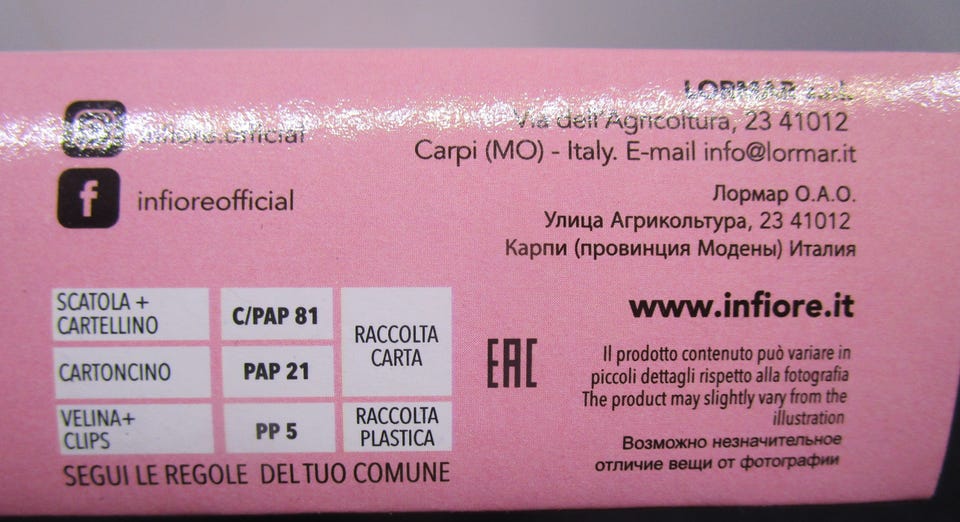 infiore.official
f infioreofficial
LORMAR s.r.l.
Via dell'Agricoltura, 23 41012
Carpi (MO) - Italy. E-mail info@lormar.it
Лормар О.А.О.
Улица Агрикольтура, 23 41012
Карпи (провинция Модены) Италия
www.infiore.it
SCATOLA +
CARTELLINO
C/PAP 81
RACCOLTA
CARTA
CARTONCINO
PAP 21
VELINA+
CLIPS
PP 5
RACCOLTA
PLASTICA
SEGUI LE REGOLE DEL TUO COMUNE
EAC
Il prodotto contenuto può variare in
piccoli dettagli rispetto alla fotografia
The product may slightly vary from the
illustration
Возможно незначительное
отличие вещи от фотографии